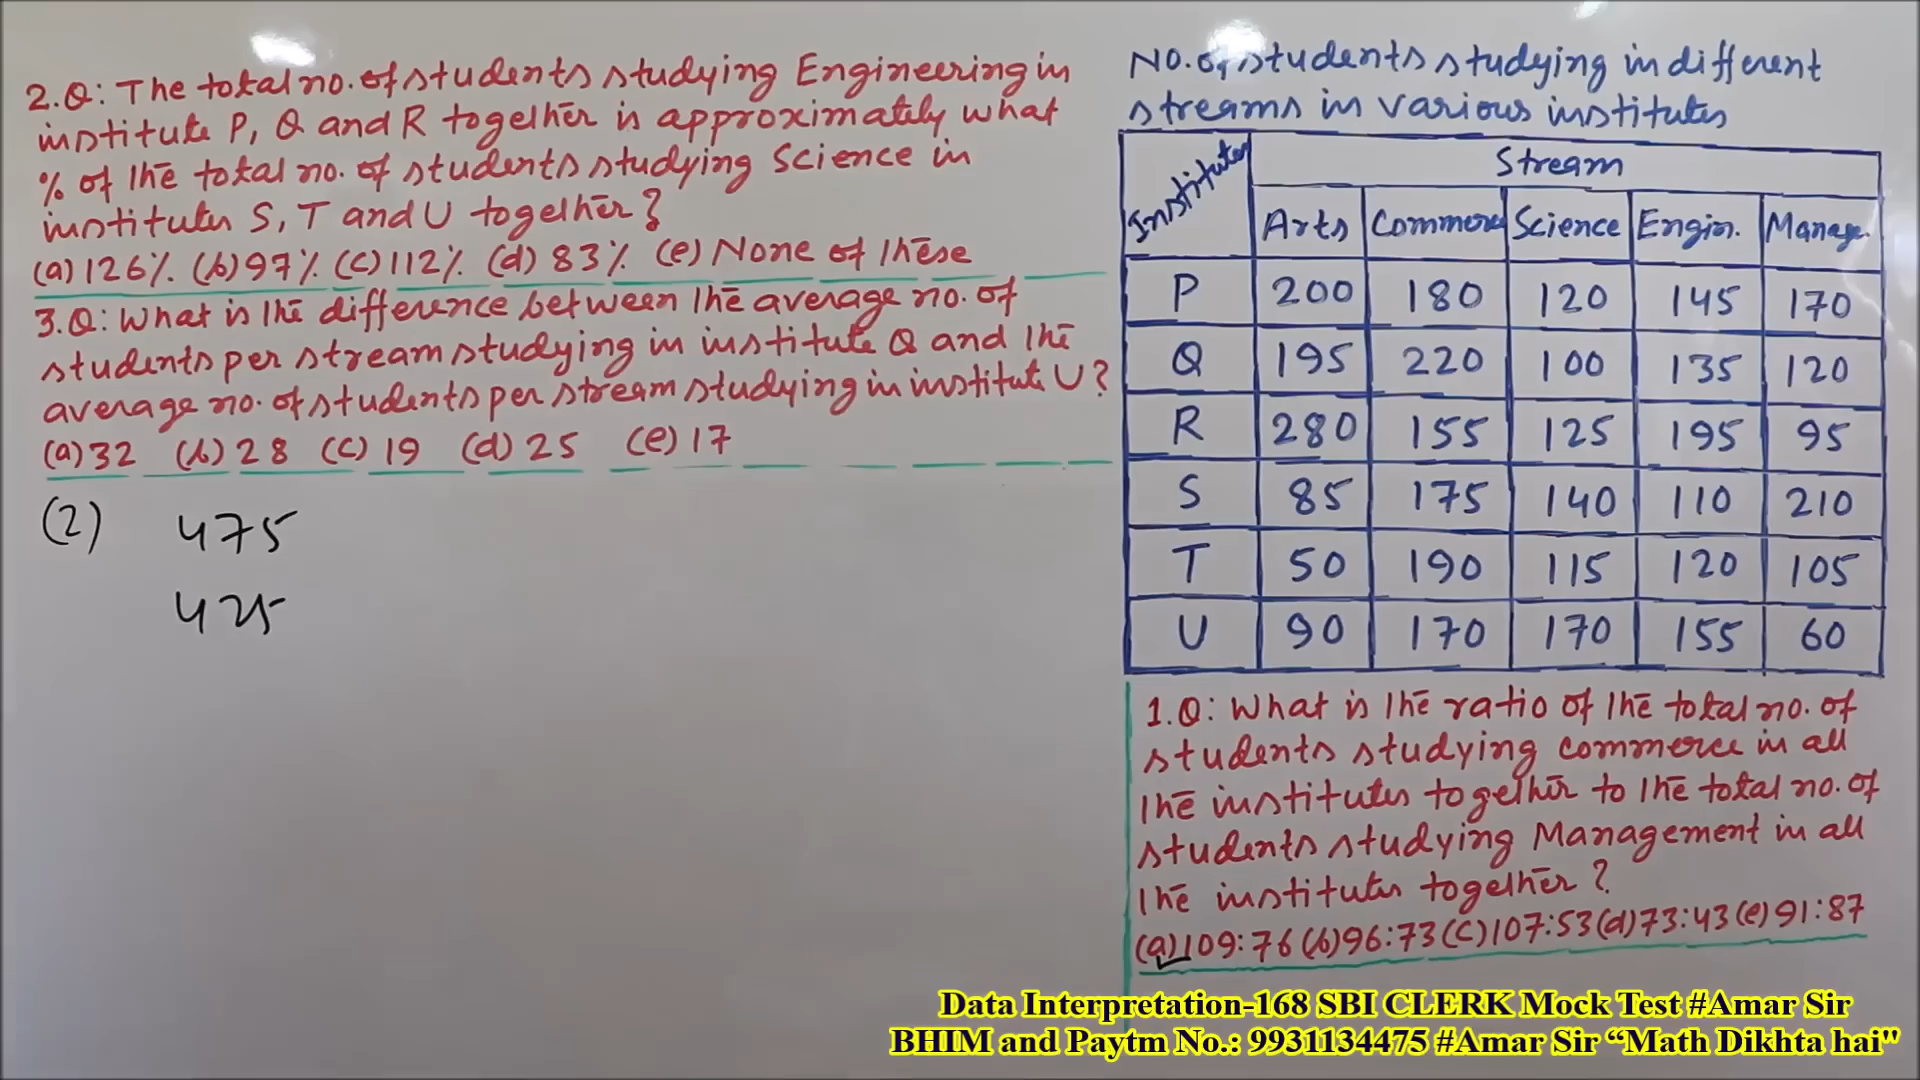 2.Q: The total no. of students studying Engineering in
institute P, Q and R together is approximately what
% of the total no. of students studying Science in
institutes S, T and U together?
(a) 126% (b) 97% (c) 112% (d) 83% (e) None of these
3.Q: What is the difference between the average no. of
students per stream studying in institute Q and the
average no. of students per stream studying in institute U?
(a) 32 (b) 28 (c) 19 (d) 25 (e) 17
(2) 475
425
No. of students studying in different
streams in various institutes
Institutes Stream
Arts Commerce Science Engin. Manage.
P 200 180 120 145 170
Q 195 220 100 135 120
R 280 155 125 195 95
S 85 175 140 110 210
T 50 190 115 120 105
U 90 170 170 155 60
1.Q: What is the ratio of the total no. of
students studying commerce in all
the institutes together to the total no. of
students studying Management in all
the institutes together?
(a) 109:76 (b) 96:73 (c) 107:53 (d) 73:43 (e) 91:87
Data Interpretation-168 SBI CLERK Mock Test #Amar Sir
BHIM and Paytm No.: 9931134475 #Amar Sir “Math Dikhta hai"